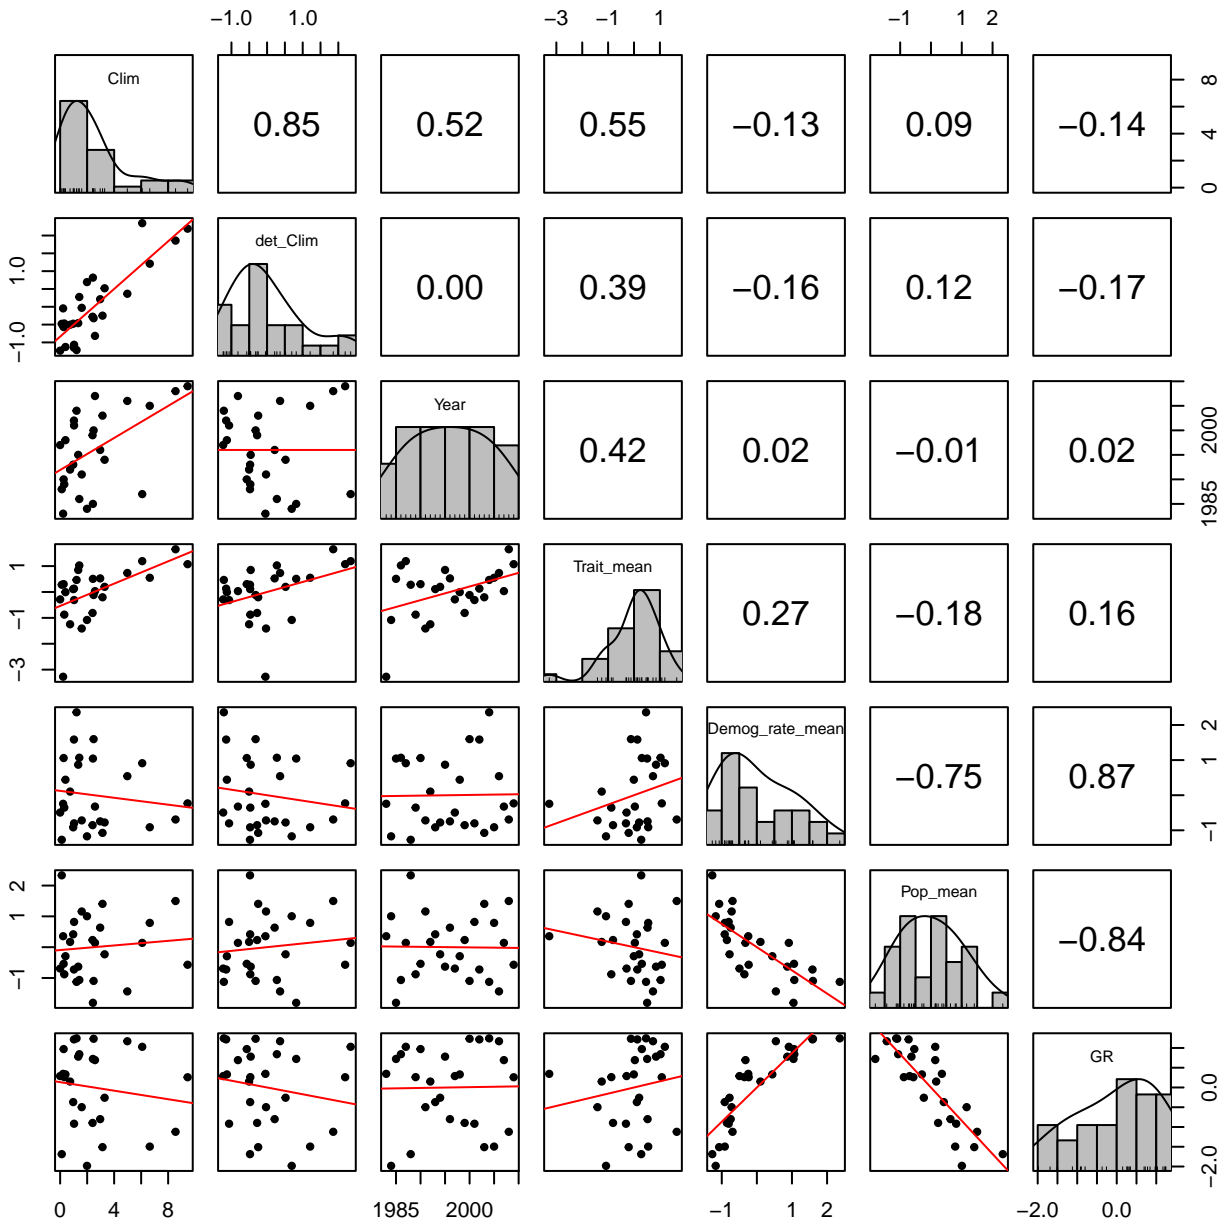 −1.0 1.0 −3 −1 1 −1 1 2
Clim 0.85 0.52 0.55 −0.13 0.09 −0.14 0 4 8
−1.0 1.0 det_Clim 0.00 0.39 −0.16 0.12 −0.17
Year 0.42 0.02 −0.01 0.02 1985 2000
−3 −1 1 Trait_mean 0.27 −0.18 0.16
Demog_rate_mean −0.75 0.87 −1 1 2
−1 1 2 Pop_mean −0.84
GR −2.0 0.0
0 4 8 1985 2000 −1 1 2 −2.0 0.0